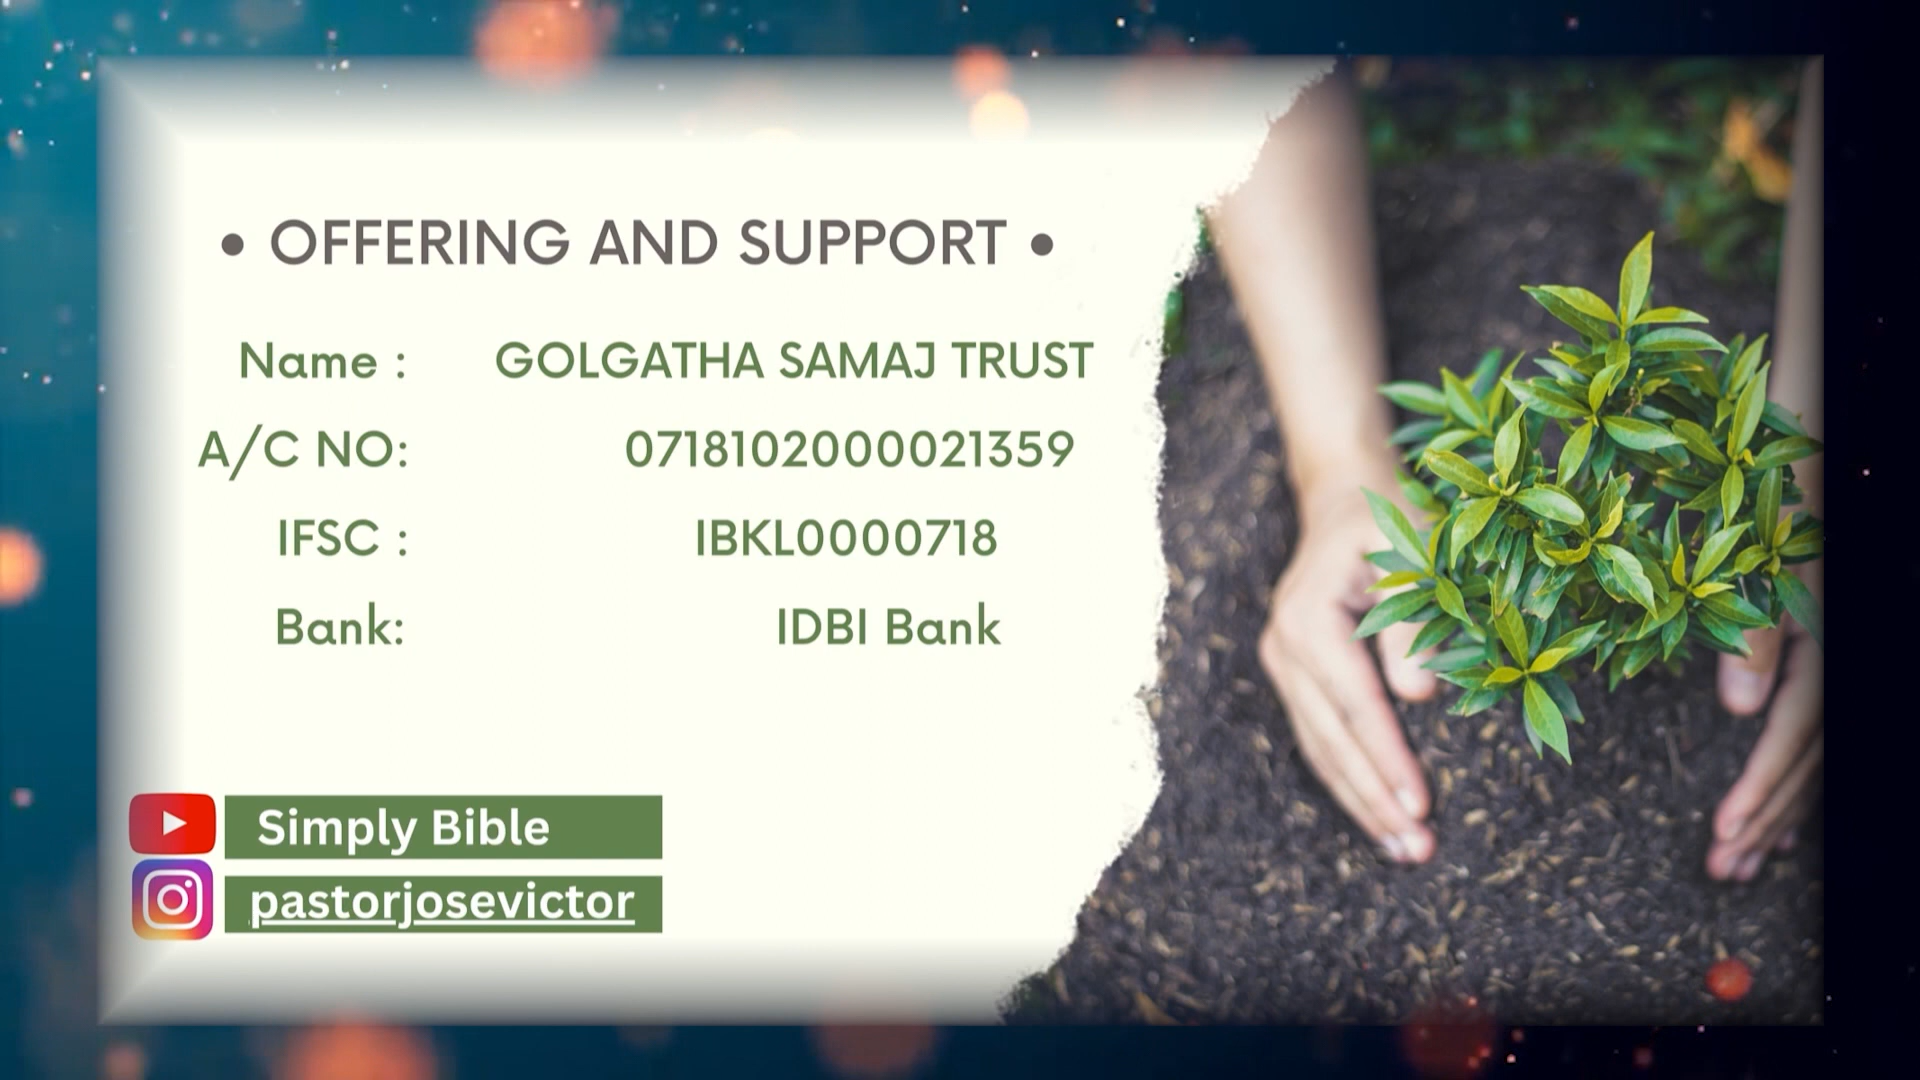 • OFFERING AND SUPPORT •
Name : GOLGATHA SAMAJ TRUST
A/C NO: 0718102000021359
IFSC : IBKL0000718
Bank: IDBI Bank
Simply Bible
pastorjosevictor